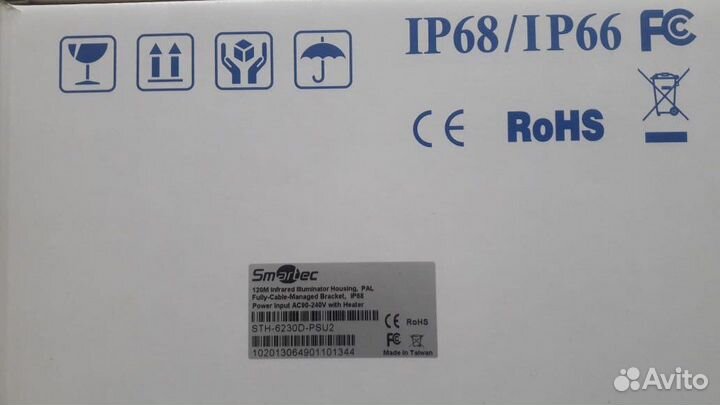 IP68/IP66 FC
CE RoHS
Smartec
120M Infrared Illuminator Housing, PAL
Fully-Cable-Managed Bracket, IP68
Power Input AC90-240V with Heater
STH-6230D-PSU2
CE RoHS
FC
102013064901101344
Made in Taiwan
Avito